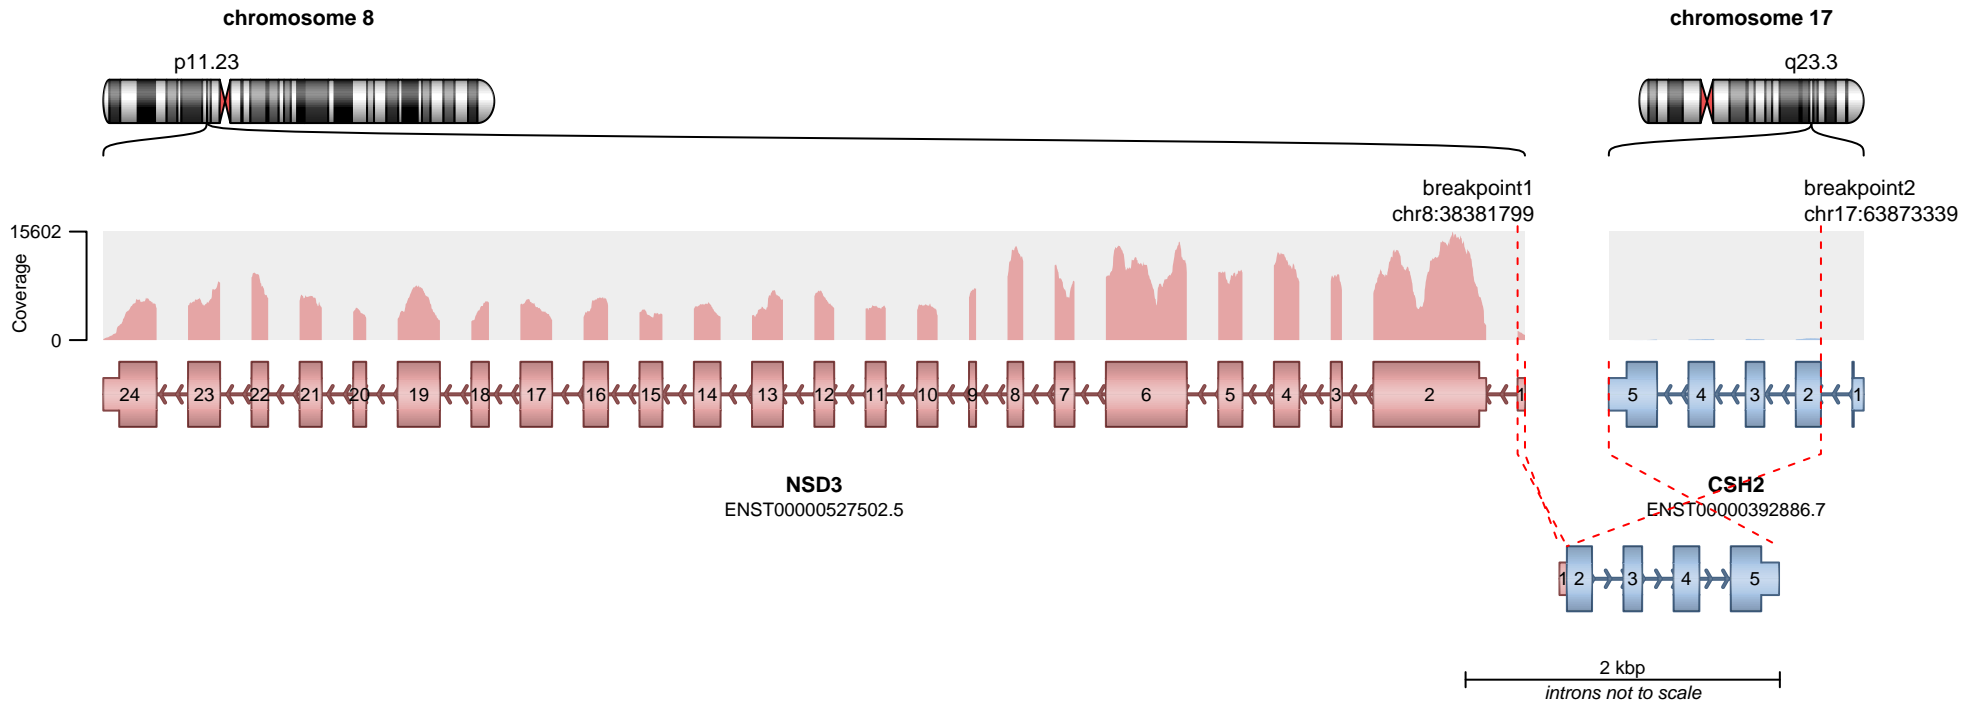 chromosome 8
chromosome 17
p11.23
q23.3
breakpoint1
chr8:38381799
breakpoint2
chr17:63873339
15602
Coverage
0
24 23 22 21 20 19 18 17 16 15 14 13 12 11 10 9 8 7 6 5 4 3 2 1
5 4 3 2 1
NSD3
ENST00000527502.5
CSH2
ENST00000392886.7
1 2 3 4 5
2 kbp
introns not to scale